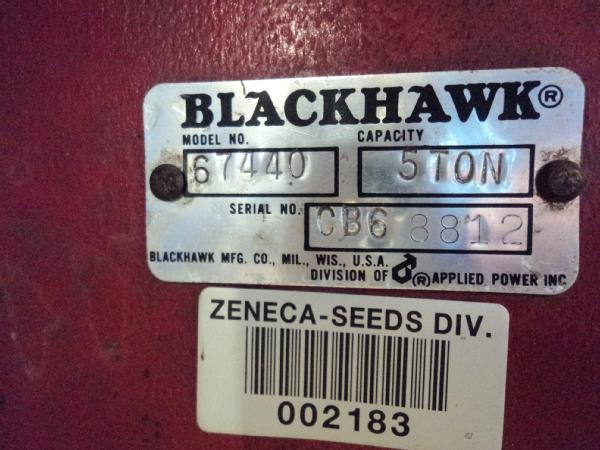 BLACKHAWK®
MODEL NO. CAPACITY
67440 5TON
SERIAL NO. CB6 8812
BLACKHAWK MFG. CO., MIL., WIS., U.S.A.
DIVISION OF ® APPLIED POWER INC
ZENECA-SEEDS DIV.
002183